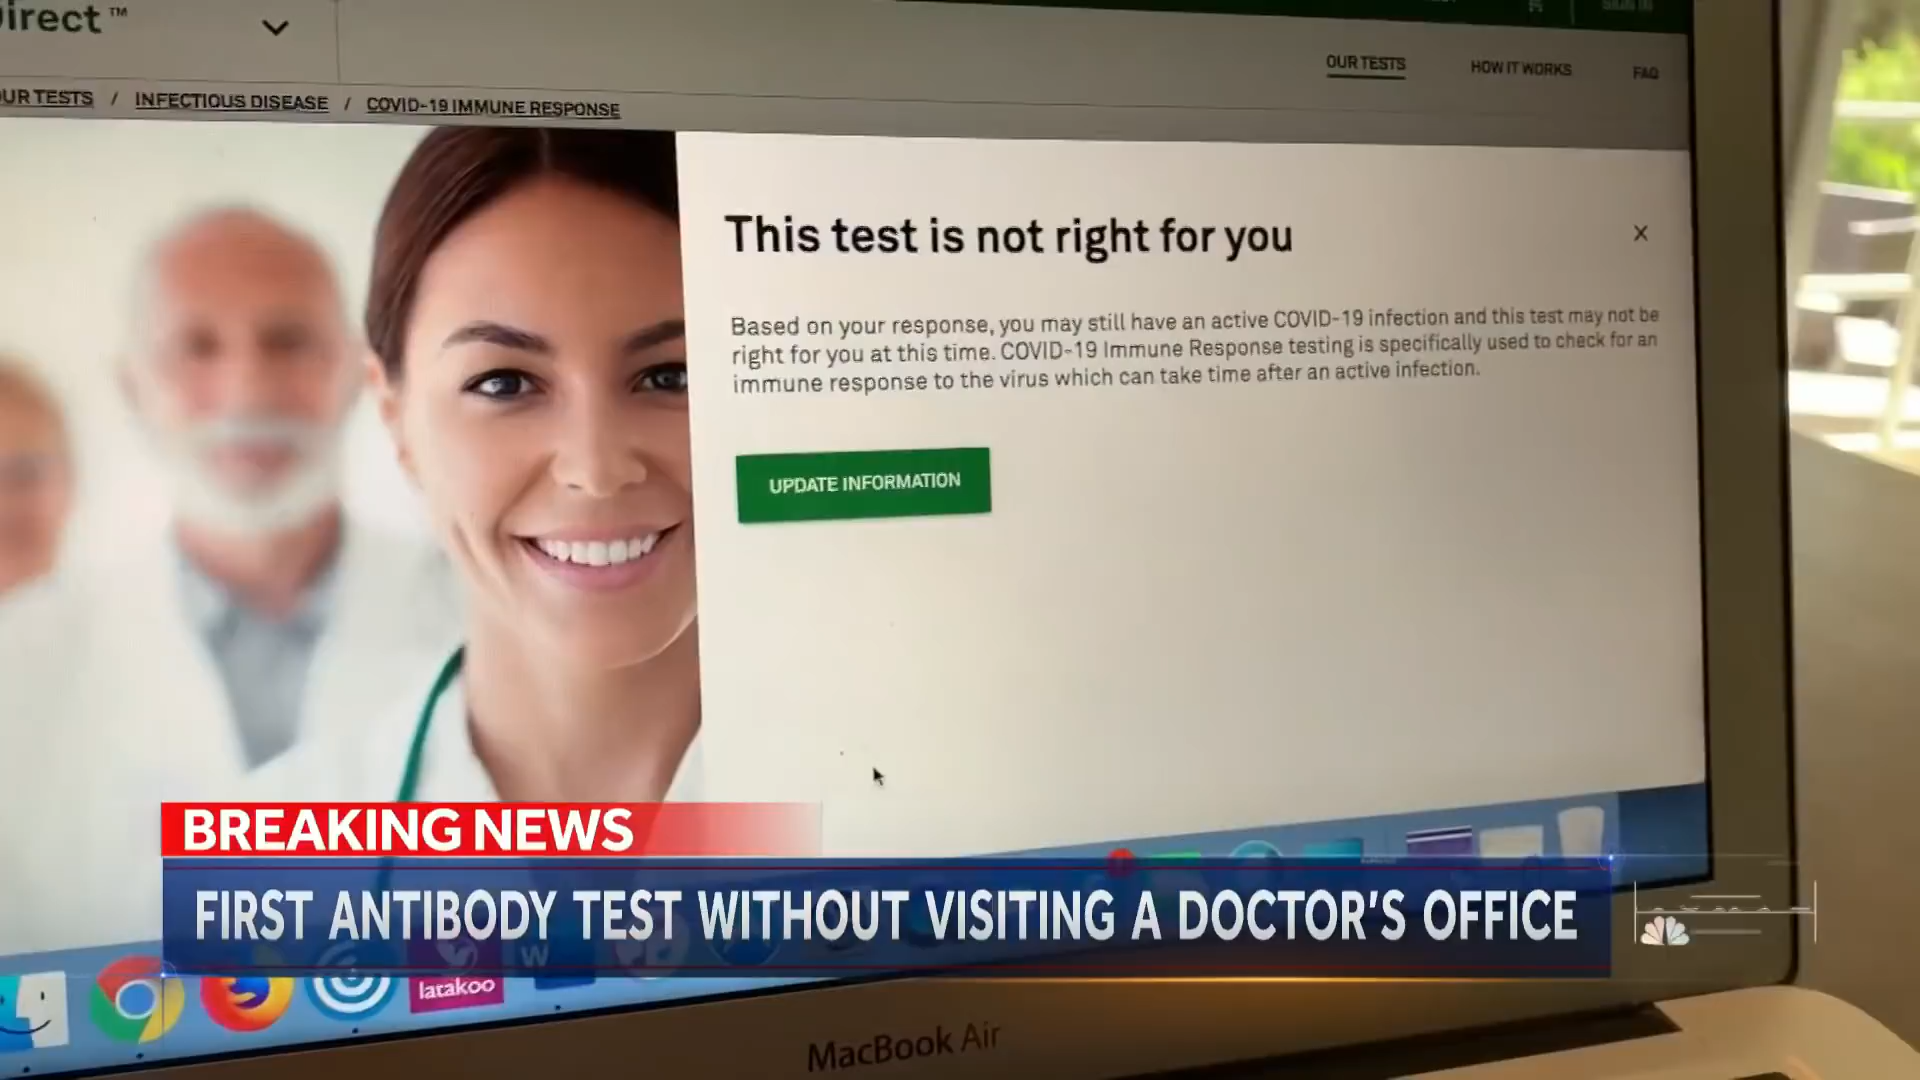 irect™
OUR TESTS HOW IT WORKS FAQ
UR TESTS / INFECTIOUS DISEASE / COVID-19 IMMUNE RESPONSE
This test is not right for you
×
Based on your response, you may still have an active COVID-19 infection and this test may not be
right for you at this time. COVID-19 Immune Response testing is specifically used to check for an
immune response to the virus which can take time after an active infection.
UPDATE INFORMATION
BREAKING NEWS
FIRST ANTIBODY TEST WITHOUT VISITING A DOCTOR'S OFFICE
W
latakoo
MacBook Air